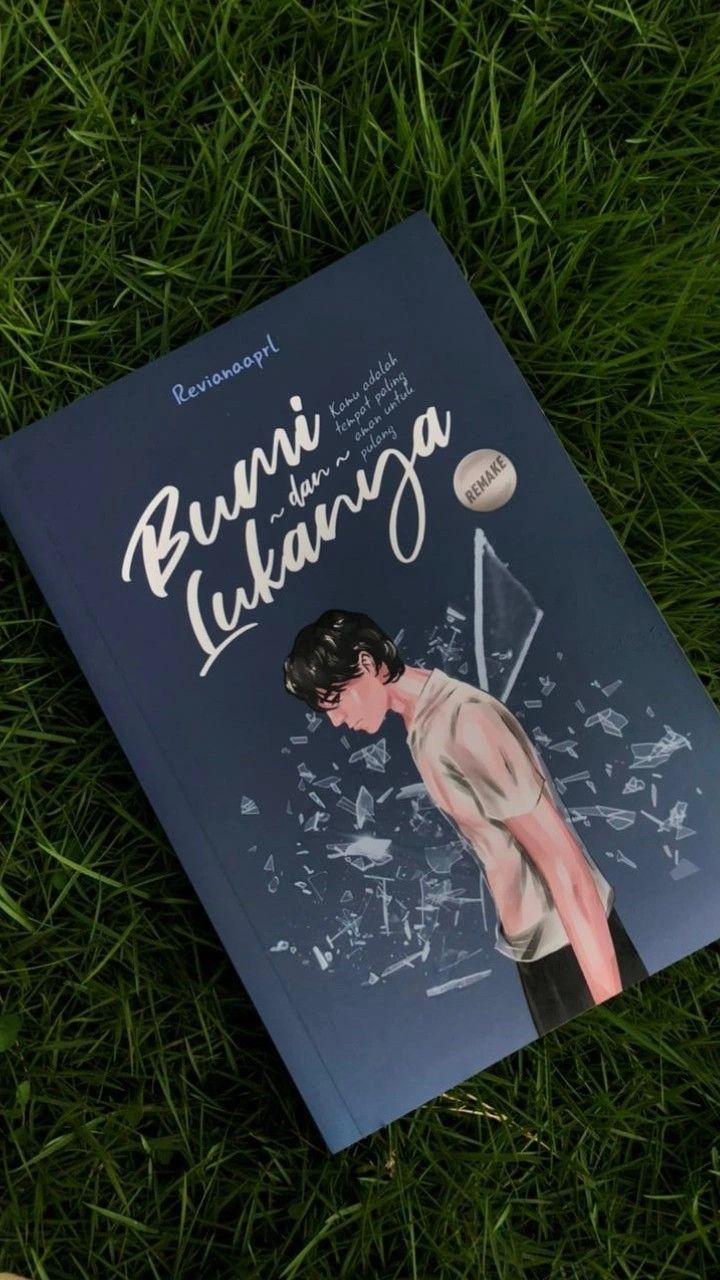 Revianaaprl
Bumi
~ dan ~
Lukanya
Kamu adalah
tempat paling
aman untuk
pulang
REMAKE